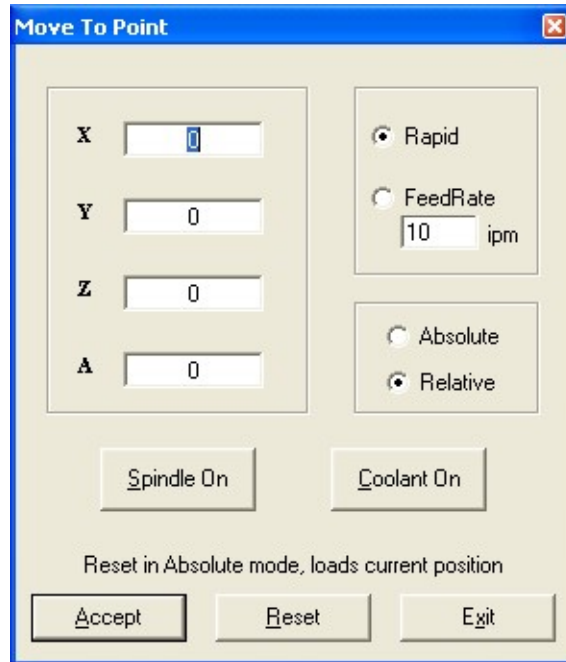 Move To Point
X 0
Y 0
Z 0
A 0
Rapid
FeedRate
10 ipm
Absolute
Relative
Spindle On
Coolant On
Reset in Absolute mode, loads current position
Accept
Reset
Exit